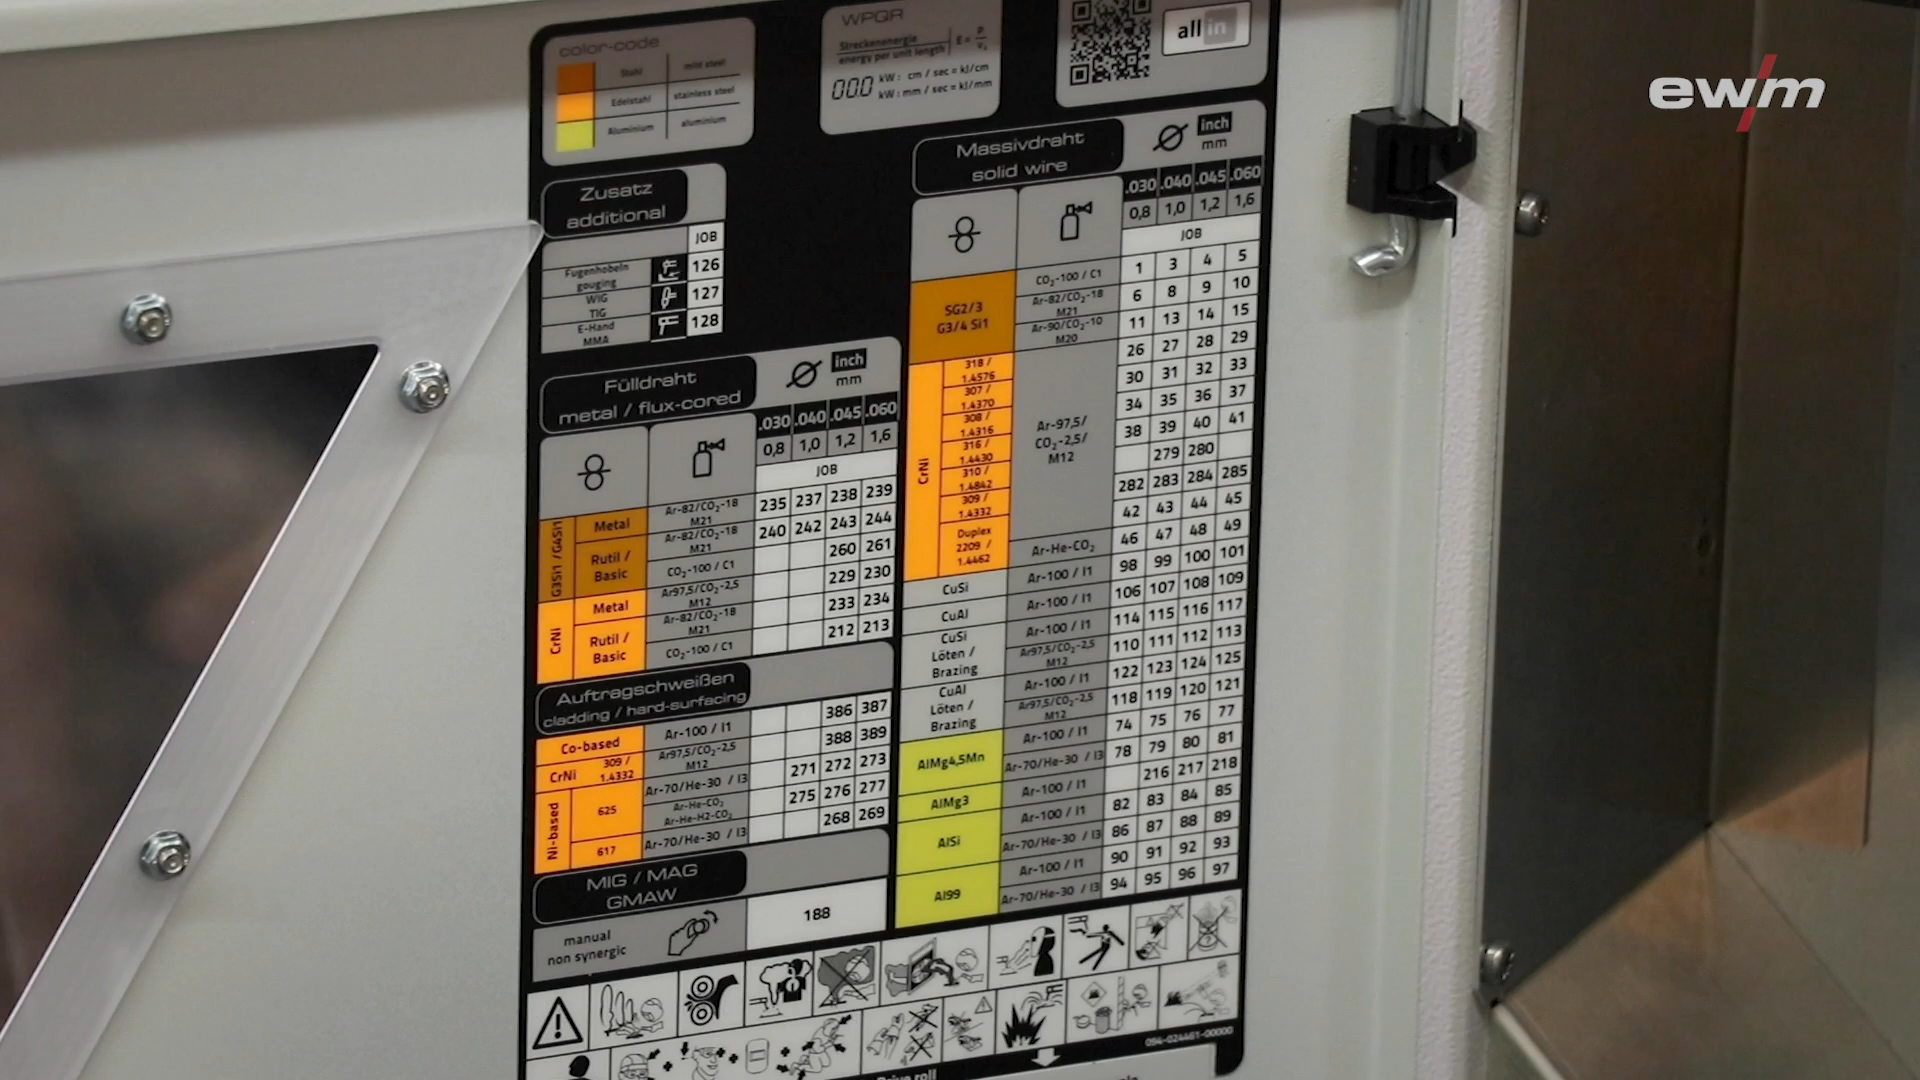 color-code
Stahl mild steel
Edelstahl stainless steel
Aluminium aluminium
WPQR
Streckenenergie
energy per unit length
E = P
000 kW : cm / sec = kJ/cm
kW : mm / sec = kJ/mm
all in
ewm
Zusatz
additional
JOB
Fugenhobeln
gouging
126
WIG
TIG
127
E-Hand
MMA
128
Fülldraht
metal / flux-cored
inch
mm
.030 .040 .045 .060
0,8 1,0 1,2 1,6
JOB
G3Si1 /G4Si1
Metal
Ar-82/CO2-18
M21
235 237 238 239
Rutil /
Basic
Ar-82/CO2-18
M21
240 242 243 244
CO2-100 / C1
260 261
CrNi
Metal
Ar97,5/CO2-2,5
M12
229 230
Rutil /
Basic
Ar-82/CO2-18
M21
233 234
CO2-100 / C1
212 213
Auftragschweißen
cladding / hard-surfacing
Co-based
Ar-100 / I1
386 387
CrNi 309 /
1.4332
Ar97,5/CO2-2,5
M12
388 389
Ni-based
625
Ar-70/He-30 / I3
271 272 273
Ar-He-CO2
Ar-He-H2-CO2
275 276 277
617
Ar-70/He-30 / I3
268 269
MIG / MAG
GMAW
manual
non synergic
188
Massivdraht
solid wire
inch
mm
.030 .040 .045 .060
0,8 1,0 1,2 1,6
JOB
SG2/3
G3/4 Si1
CO2-100 / C1
1 3 4 5
Ar-82/CO2-18
M21
6 8 9 10
Ar-90/CO2-10
M20
11 13 14 15
CrNi
318 /
1.4576
307 /
1.4370
308 /
1.4316
316 /
1.4430
310 /
1.4842
309 /
1.4332
Duplex
2209 /
1.4462
Ar-97,5/
CO2-2,5/
M12
26 27 28 29
30 31 32 33
34 35 36 37
38 39 40 41
279 280
282 283 284 285
42 43 44 45
Ar-He-CO2
46 47 48 49
CuSi
Ar-100 / I1
98 99 100 101
CuAl
Ar-100 / I1
106 107 108 109
CuSi
Löten /
Brazing
Ar-100 / I1
114 115 116 117
Ar97,5/CO2-2,5
M12
110 111 112 113
CuAl
Löten /
Brazing
Ar-100 / I1
122 123 124 125
Ar97,5/CO2-2,5
M12
118 119 120 121
AlMg4,5Mn
Ar-100 / I1
74 75 76 77
Ar-70/He-30 / I3
78 79 80 81
AlMg3
Ar-100 / I1
216 217 218
AlSi
Ar-100 / I1
82 83 84 85
Ar-70/He-30 / I3
86 87 88 89
Al99
Ar-100 / I1
90 91 92 93
Ar-70/He-30 / I3
94 95 96 97
094-024461-00000
Drive roll